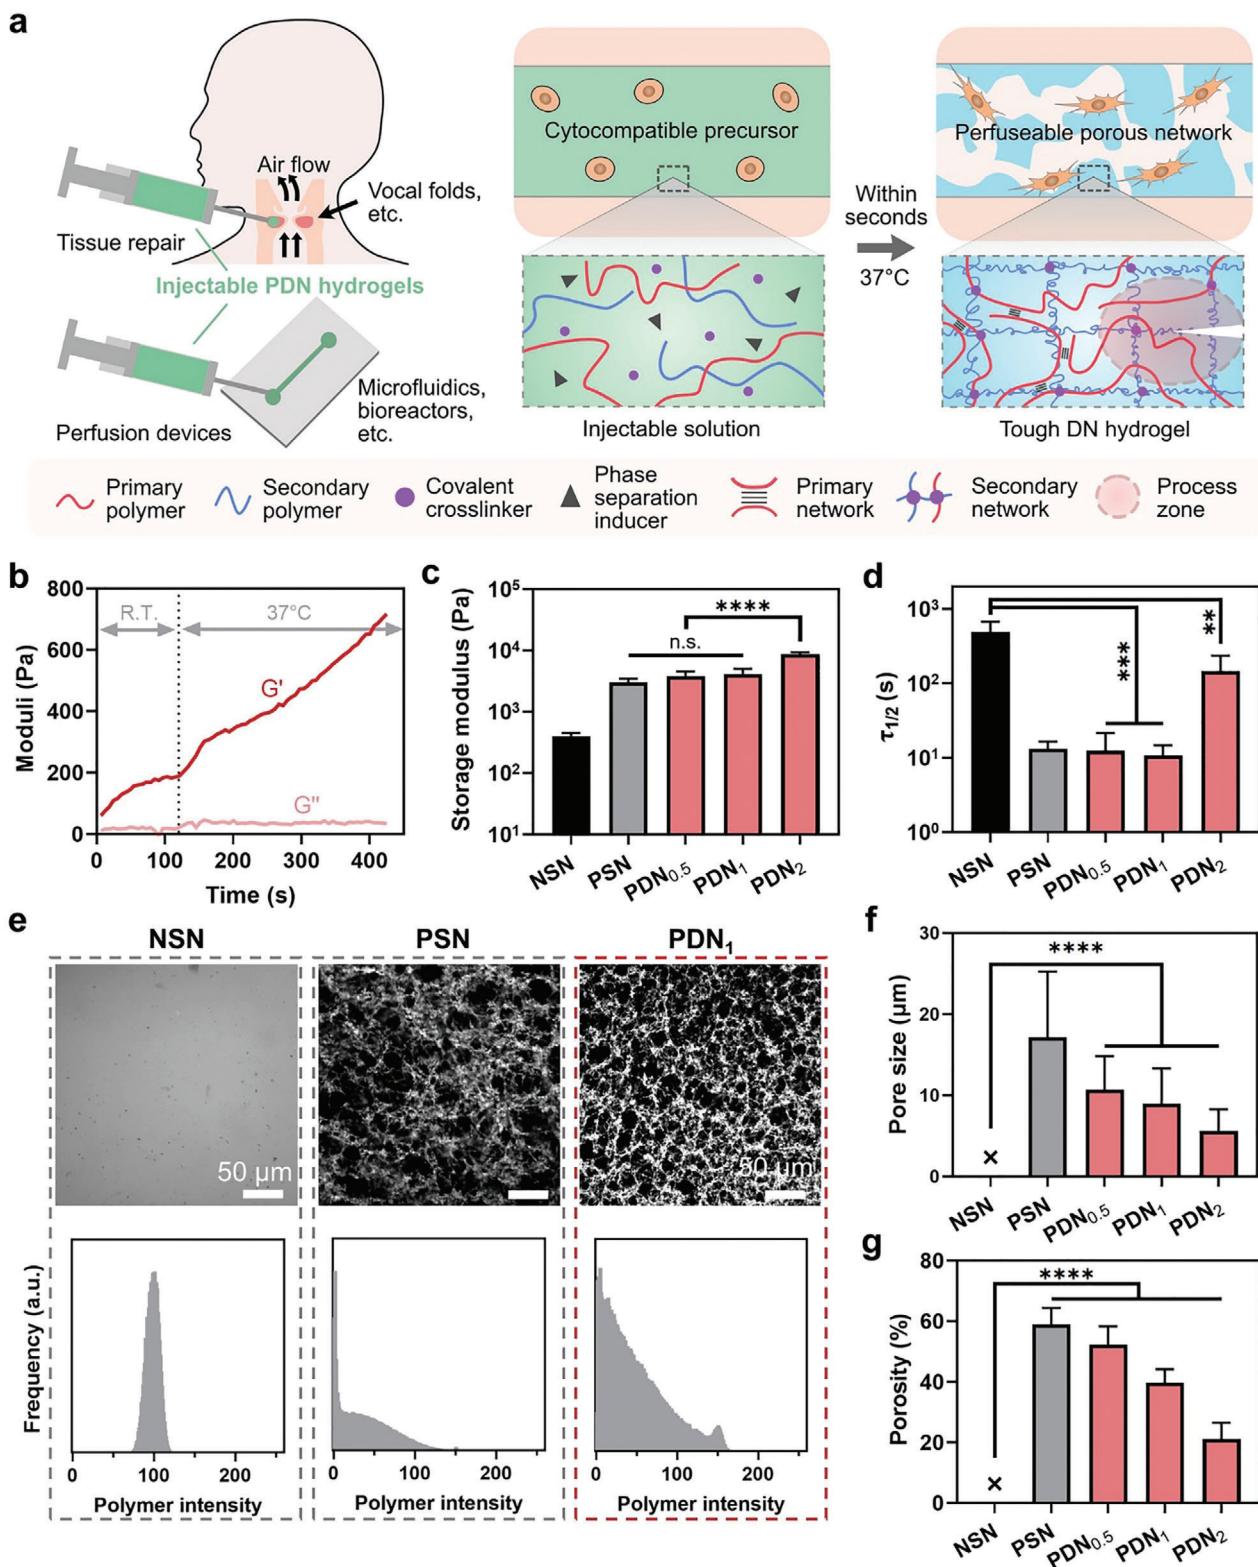 a
Air flow
Vocal folds,
etc.
Tissue repair
Injectable PDN hydrogels
Microfluidics,
bioreactors,
etc.
Perfusion devices
Cytocompatible precursor
Injectable solution
Within
seconds
37°C
Perfuseable porous network
Tough DN hydrogel
Primary
polymer
Secondary
polymer
Covalent
crosslinker
Phase
separation
inducer
Primary
network
Secondary
network
Process
zone
b
Moduli (Pa)
800
600
400
200
0
R.T.
37°C
G'
G"
0
100
200
300
400
Time (s)
c
Storage modulus (Pa)
10⁵
10⁴
10³
10²
10¹
n.s.
****
NSN
PSN
PDN₀.₅
PDN₁
PDN₂
d
τ₁/₂ (s)
10³
10²
10¹
10⁰
***
**
NSN
PSN
PDN₀.₅
PDN₁
PDN₂
e
NSN
PSN
PDN₁
50 μm
50 μm
Frequency (a.u.)
0
100
200
Polymer intensity
0
100
200
Polymer intensity
0
100
200
Polymer intensity
f
Pore size (μm)
30
20
10
0
****
NSN
PSN
PDN₀.₅
PDN₁
PDN₂
g
Porosity (%)
80
60
40
20
0
****
NSN
PSN
PDN₀.₅
PDN₁
PDN₂